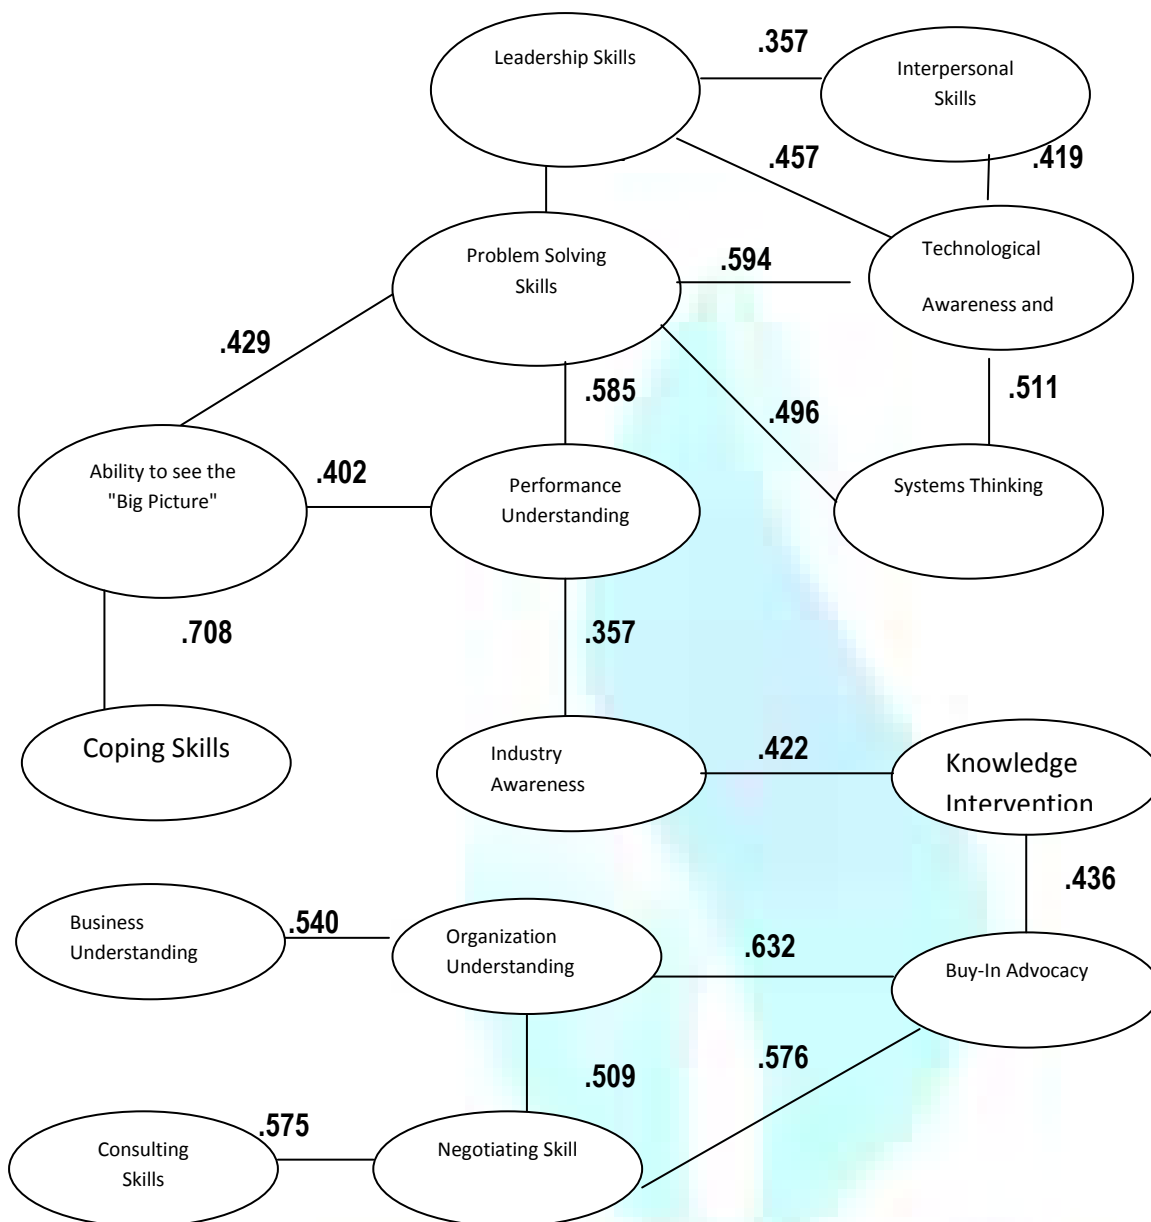 Leadership Skills
.357
Interpersonal
Skills
.457
.419
Problem Solving
Skills
.594
Technological
Awareness and
.429
.585
.496
.511
Ability to see the
"Big Picture"
.402
Performance
Understanding
Systems Thinking
.708
.357
Coping Skills
Industry
Awareness
.422
Knowledge
Intervention
.436
Business
Understanding
.540
Organization
Understanding
.632
Buy-In Advocacy
.509
.576
Consulting
Skills
.575
Negotiating Skill